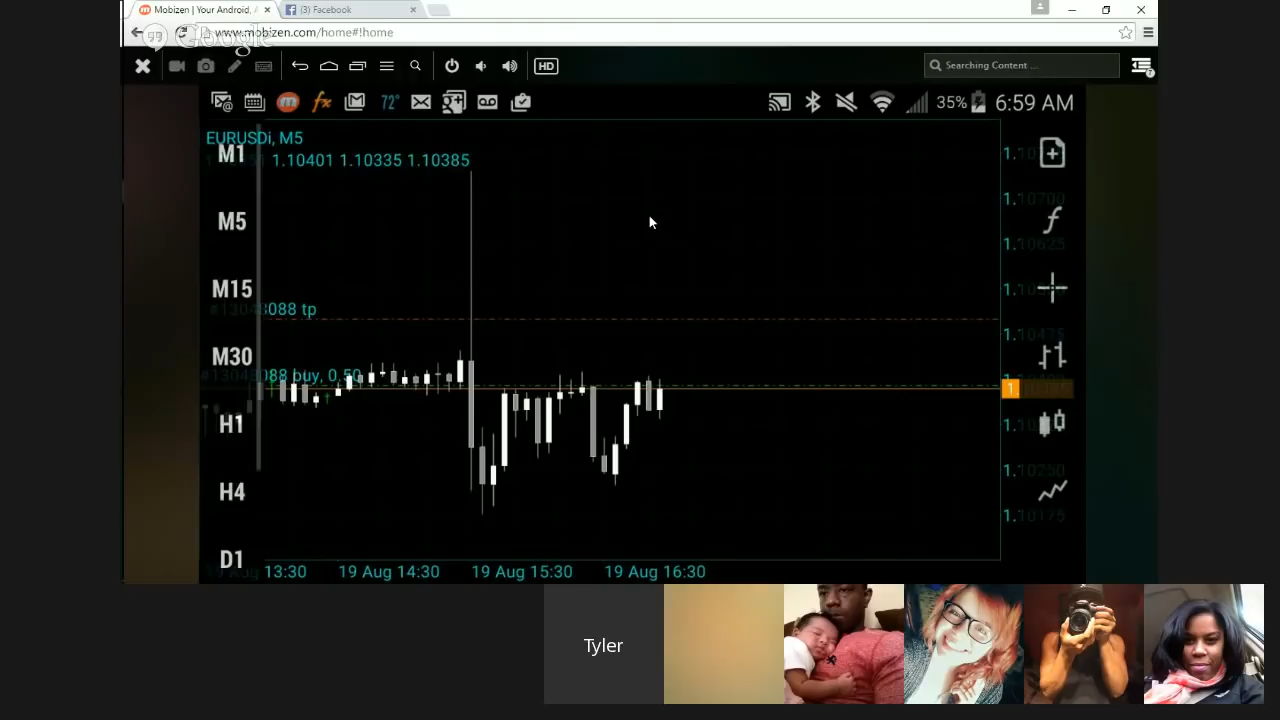 Mobizen | Your Android, A
(3) Facebook
Google
www.mobizen.com/home#!home
HD
Searching Content ...
72°
35%
6:59 AM
EURUSDi, M5
1.10401 1.10335 1.10385
M1
M5
M15
M30
H1
H4
D1
tp
buy, 0.50
1.10700
1.10625
1.10475
1.10250
1.10175
13:30
19 Aug 14:30
19 Aug 15:30
19 Aug 16:30
Tyler